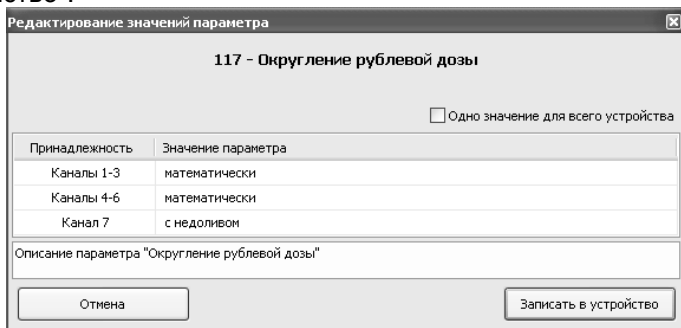 Редактирование значений параметра
117 - Округление рублевой дозы
Одно значение для всего устройства
Принадлежность Значение параметра
Каналы 1-3 математически
Каналы 4-6 математически
Канал 7 с недоливом
Описание параметра "Округление рублевой дозы"
Отмена Записать в устройство